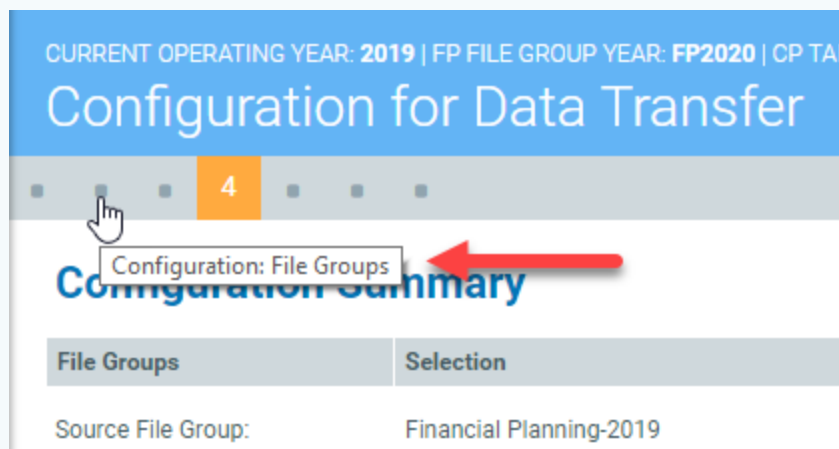 CURRENT OPERATING YEAR: 2019 | FP FILE GROUP YEAR: FP2020 | CP TA
Configuration for Data Transfer
4
Configuration: File Groups
Configuration Summary
File Groups Selection
Source File Group: Financial Planning-2019